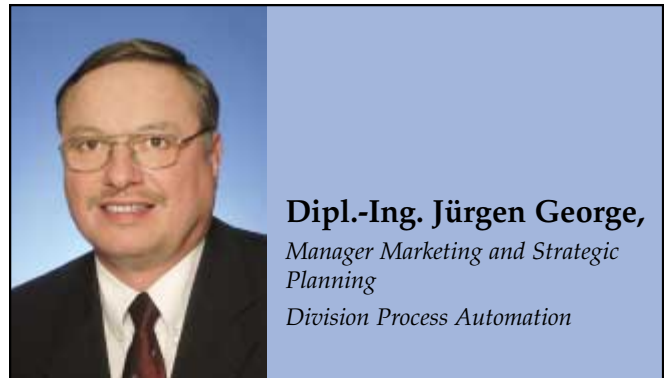 Dipl.-Ing. Jürgen George,
Manager Marketing and Strategic
Planning
Division Process Automation